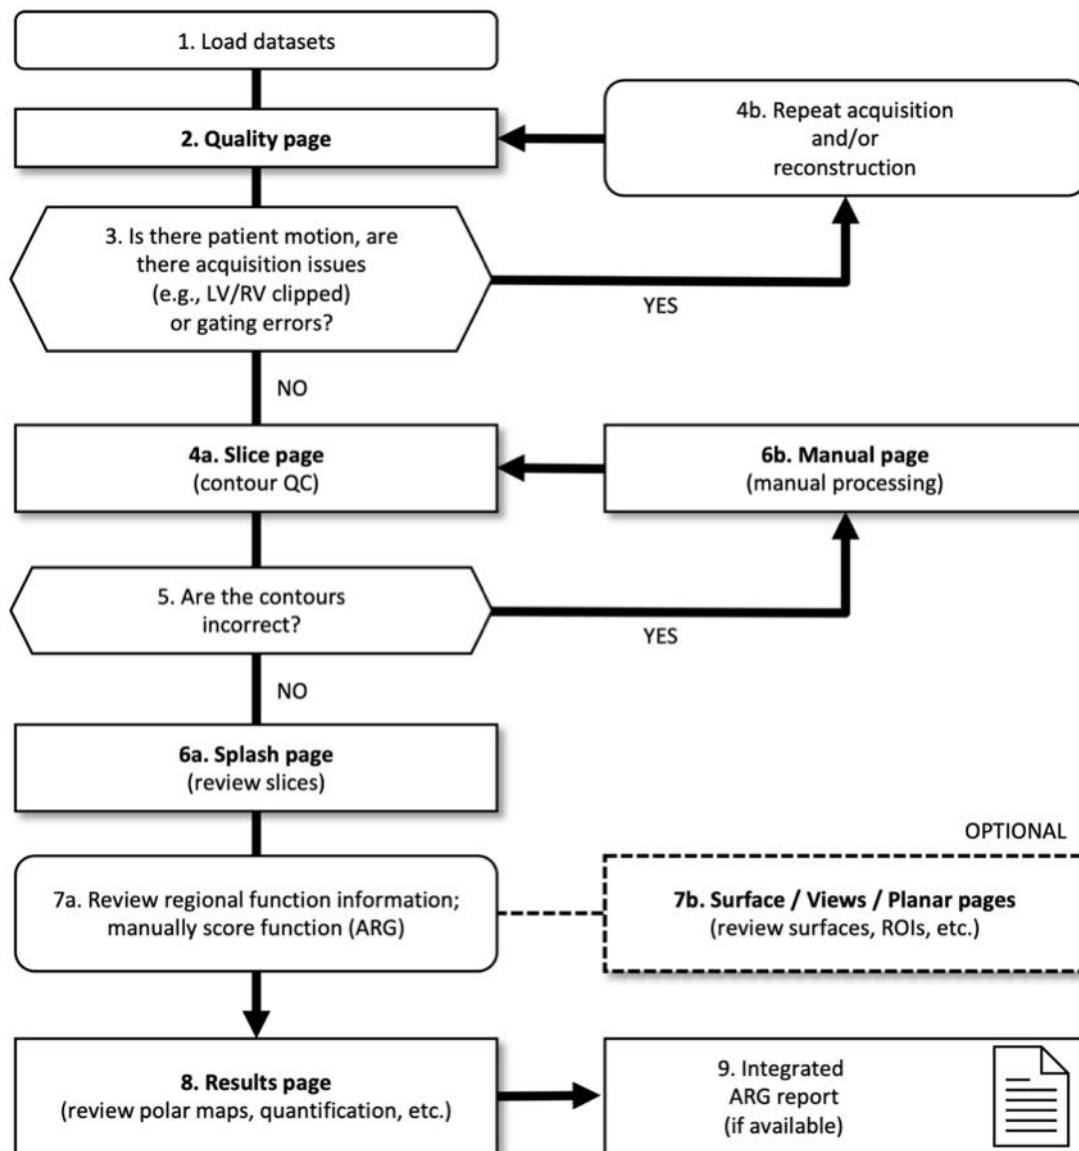 1. Load datasets
2. Quality page
4b. Repeat acquisition
and/or
reconstruction
3. Is there patient motion, are
there acquisition issues
(e.g., LV/RV clipped)
or gating errors?
YES
NO
4a. Slice page
(contour QC)
6b. Manual page
(manual processing)
5. Are the contours
incorrect?
YES
NO
6a. Splash page
(review slices)
OPTIONAL
7a. Review regional function information;
manually score function (ARG)
7b. Surface / Views / Planar pages
(review surfaces, ROIs, etc.)
8. Results page
(review polar maps, quantification, etc.)
9. Integrated
ARG report
(if available)